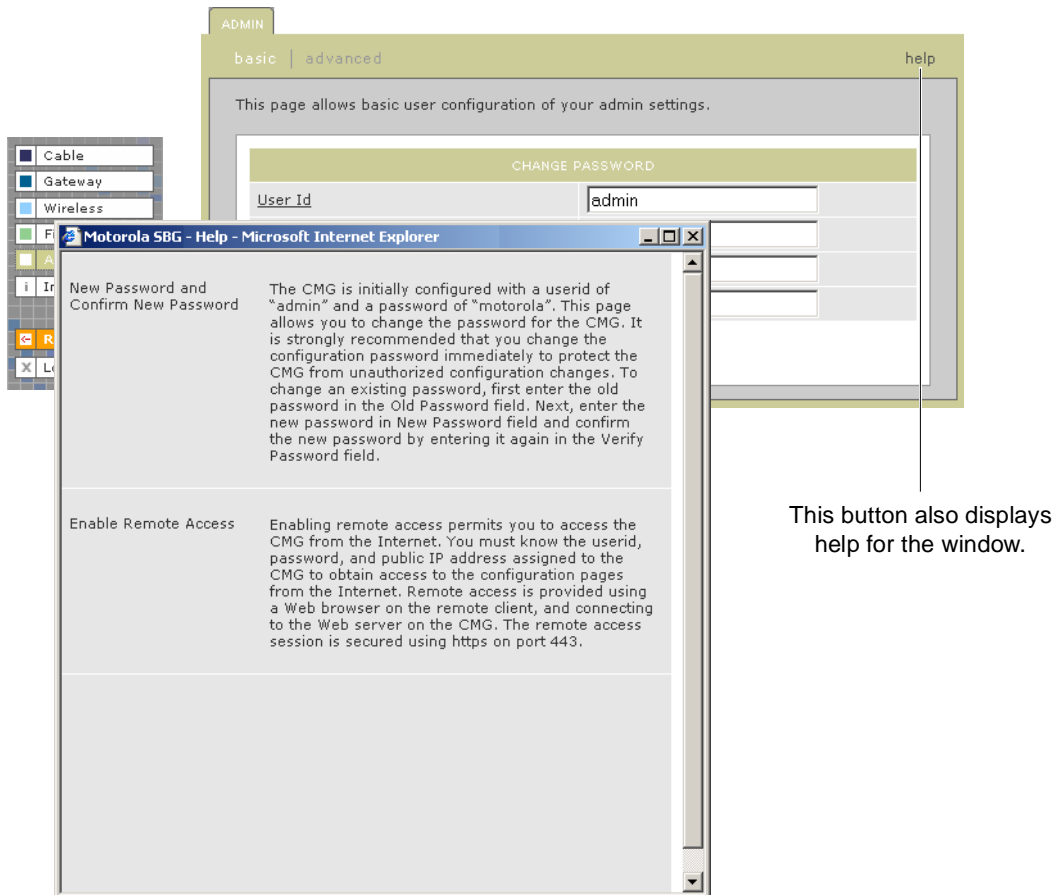 ADMIN
basic | advanced
help
This page allows basic user configuration of your admin settings.
Cable
Gateway
Wireless
CHANGE PASSWORD
User Id
admin
Motorola SBG - Help - Microsoft Internet Explorer
New Password and
Confirm New Password
The CMG is initially configured with a userid of
“admin” and a password of “motorola”. This page
allows you to change the password for the CMG. It
is strongly recommended that you change the
configuration password immediately to protect the
CMG from unauthorized configuration changes. To
change an existing password, first enter the old
password in the Old Password field. Next, enter the
new password in New Password field and confirm
the new password by entering it again in the Verify
Password field.
Enable Remote Access
Enabling remote access permits you to access the
CMG from the Internet. You must know the userid,
password, and public IP address assigned to the
CMG to obtain access to the configuration pages
from the Internet. Remote access is provided using
a Web browser on the remote client, and connecting
to the Web server on the CMG. The remote access
session is secured using https on port 443.
This button also displays
help for the window.